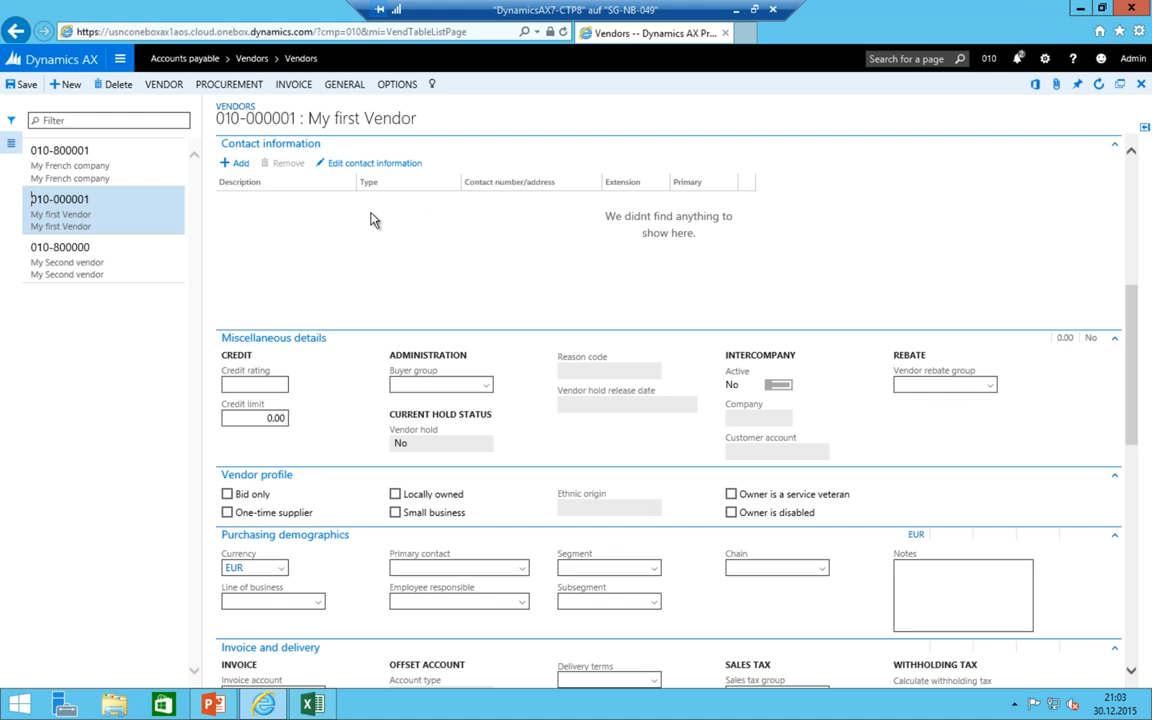 "DynamicsAX7-CTP8" auf "SG-NB-049"
https://usnconeboxax1aos.cloud.onebox.dynamics.com/?cmp=010&mi=VendTableListPage
Vendors -- Dynamics AX Pr...
Dynamics AX
Accounts payable > Vendors > Vendors
Search for a page
010
Admin
Save
New
Delete
VENDOR
PROCUREMENT
INVOICE
GENERAL
OPTIONS
Filter
010-800001
My French company
My French company
010-000001
My first Vendor
My first Vendor
010-800000
My Second vendor
My Second vendor
VENDORS
010-000001 : My first Vendor
Contact information
Add
Remove
Edit contact information
Description Type Contact number/address Extension Primary
We didnt find anything to
show here.
Miscellaneous details 0.00 No
CREDIT
Credit rating
Credit limit
0.00
ADMINISTRATION
Buyer group
CURRENT HOLD STATUS
Vendor hold
No
Reason code
Vendor hold release date
INTERCOMPANY
Active
No
Company
Customer account
REBATE
Vendor rebate group
Vendor profile
Bid only
One-time supplier
Locally owned
Small business
Ethnic origin
Owner is a service veteran
Owner is disabled
Purchasing demographics EUR
Currency
EUR
Line of business
Primary contact
Employee responsible
Segment
Subsegment
Chain
Notes
Invoice and delivery
INVOICE
Invoice account
OFFSET ACCOUNT
Account type
Delivery terms
SALES TAX
Sales tax group
WITHHOLDING TAX
Calculate withholding tax
21:03
30.12.2015